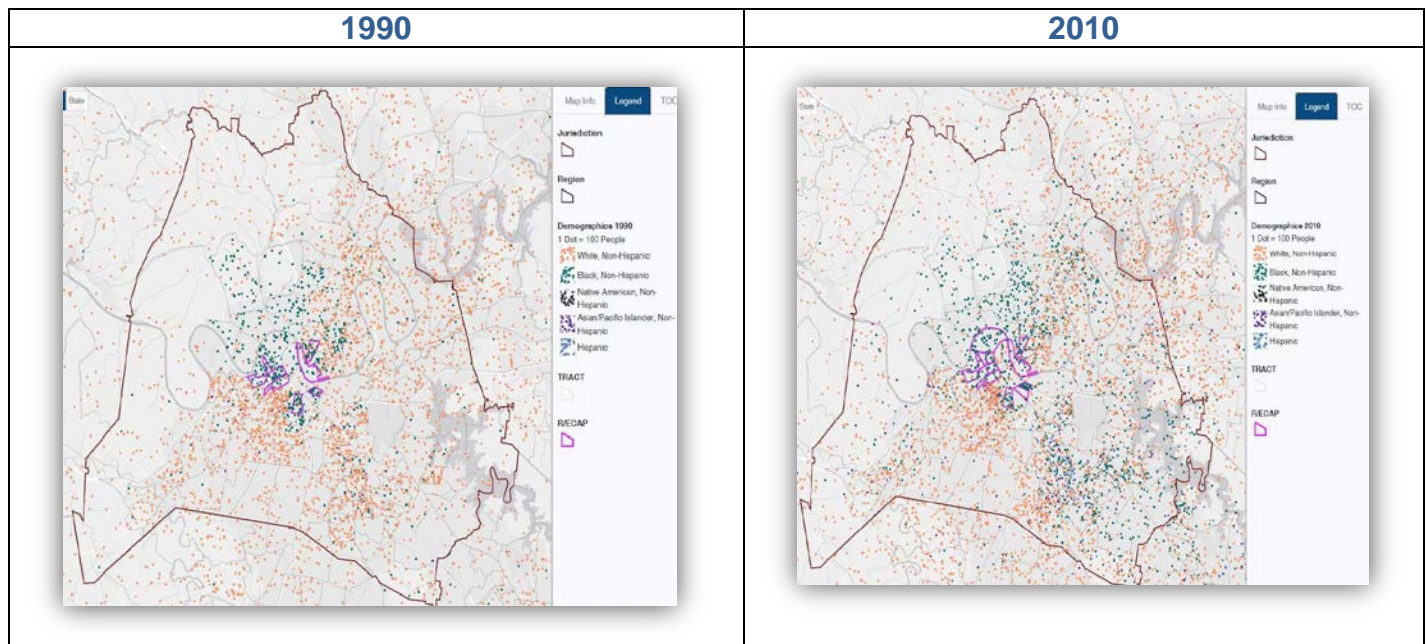 1990
2010
State
Map Info Legend TOC
Jurisdiction
Region
Demographics 1990
1 Dot = 100 People
White, Non-Hispanic
Black, Non-Hispanic
Native American, Non-
Hispanic
Asian/Pacific Islander, Non-
Hispanic
Hispanic
TRACT
R/ECAP
State
Map Info Legend TOC
Jurisdiction
Region
Demographics 2010
1 Dot = 100 People
White, Non-Hispanic
Black, Non-Hispanic
Native American, Non-
Hispanic
Asian/Pacific Islander, Non-
Hispanic
Hispanic
TRACT
R/ECAP